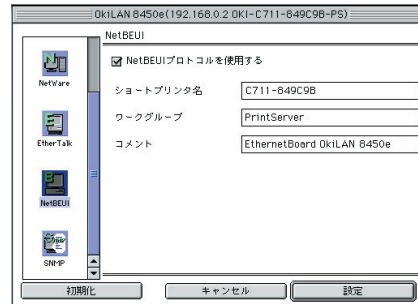 OkiLAN 8450e(192.168.0.2 OKI-C711-849C9B-PS)
NetWare
EtherTalk
NetBEUI
SNMP
NetBEUI
NetBEUIプロトコルを使用する
ショートプリンタ名 C711-849C9B
ワークグループ PrintServer
コメント EthernetBoard OkiLAN 8450e
初期化 キャンセル 設定